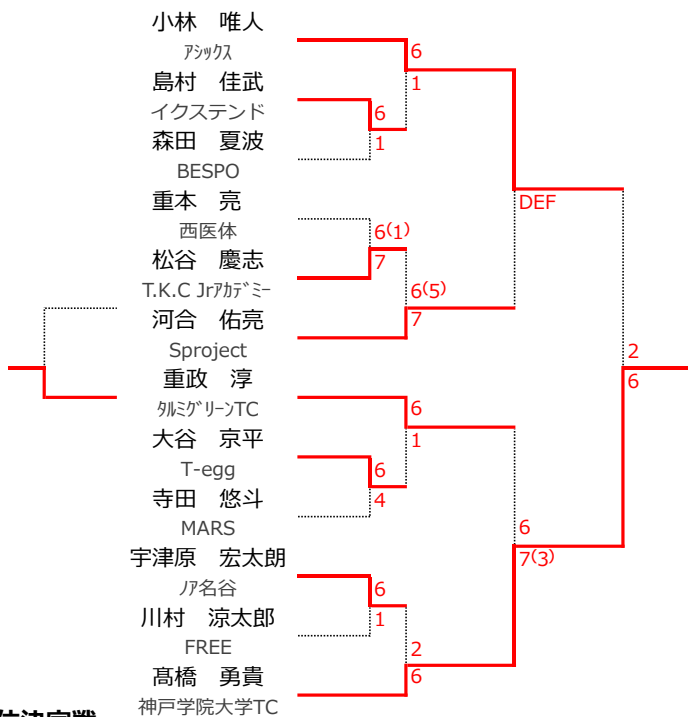 小林　唯人
ｱｼｯｸｽ
6
島村　佳武
1
イクステンド
6
森田　夏波
1
BESPO
重本　亮
DEF
西医体
6(1)
松谷　慶志
7
T.K.C Jrｱｶﾃﾞﾐｰ
6(5)
河合　佑亮
7
Sproject
2
重政　淳
6
ﾀﾙﾐｸﾞﾘｰﾝTC
6
大谷　京平
1
T-egg
6
寺田　悠斗
4
MARS
6
宇津原　宏太朗
7(3)
ﾉｱ名谷
6
川村　涼太郎
1
FREE
2
髙橋　勇貴
6
神戸学院大学TC